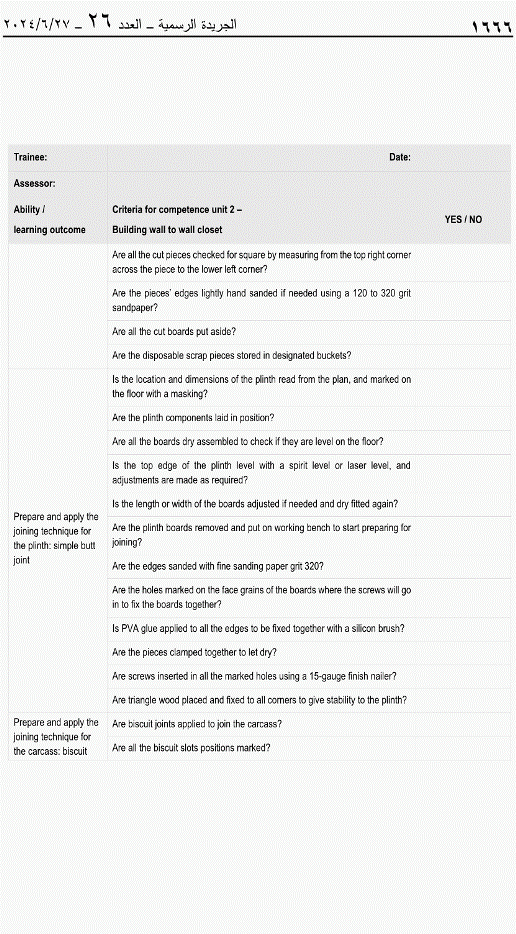 ١٦٦٦
الجريدة الرسمية ــ العدد ٢٦ ــ ٢٠٢٤/٦/٢٧
Trainee:
Date:
Assessor:
Ability /
learning outcome
Criteria for competence unit 2 –
Building wall to wall closet
YES / NO
Are all the cut pieces checked for square by measuring from the top right corner
across the piece to the lower left corner?
Are the pieces' edges lightly hand sanded if needed using a 120 to 320 grit
sandpaper?
Are all the cut boards put aside?
Are the disposable scrap pieces stored in designated buckets?
Prepare and apply the
joining technique for
the plinth: simple butt
joint
Is the location and dimensions of the plinth read from the plan, and marked on
the floor with a masking?
Are the plinth components laid in position?
Are all the boards dry assembled to check if they are level on the floor?
Is the top edge of the plinth level with a spirit level or laser level, and
adjustments are made as required?
Is the length or width of the boards adjusted if needed and dry fitted again?
Are the plinth boards removed and put on working bench to start preparing for
joining?
Are the edges sanded with fine sanding paper grit 320?
Are the holes marked on the face grains of the boards where the screws will go
in to fix the boards together?
Is PVA glue applied to all the edges to be fixed together with a silicon brush?
Are the pieces clamped together to let dry?
Are screws inserted in all the marked holes using a 15-gauge finish nailer?
Are triangle wood placed and fixed to all corners to give stability to the plinth?
Prepare and apply the
joining technique for
the carcass: biscuit
Are biscuit joints applied to join the carcass?
Are all the biscuit slots positions marked?